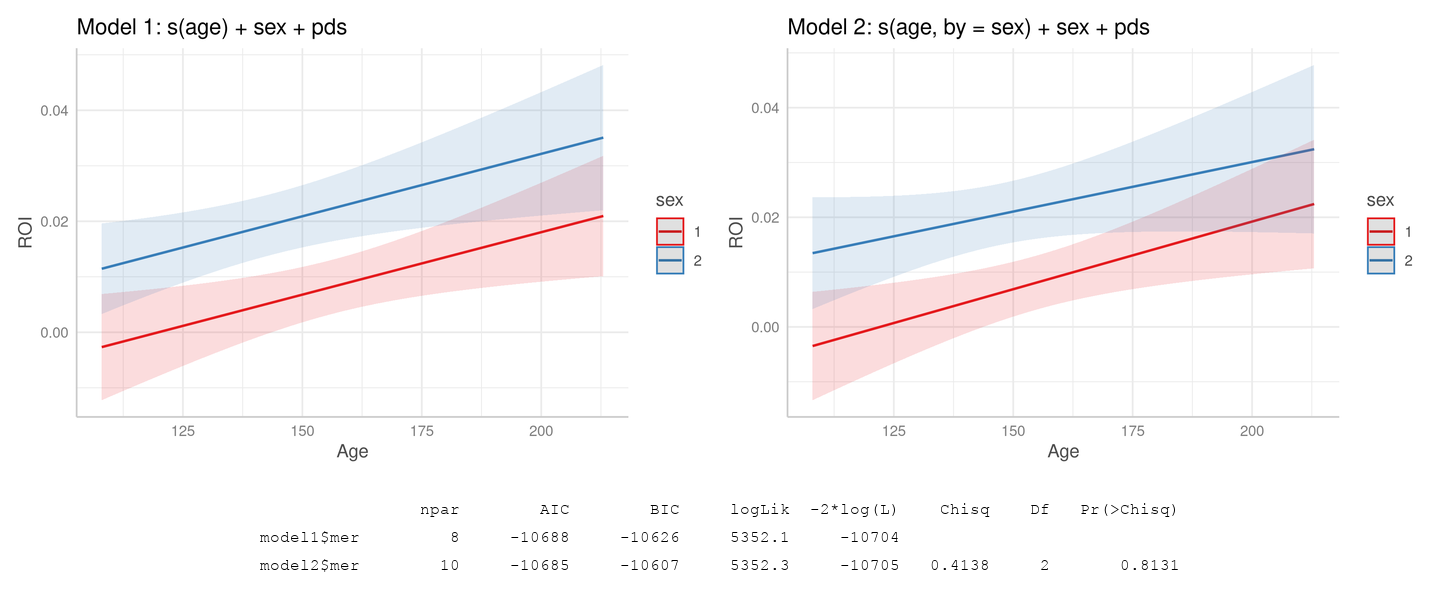 Model 1: s(age) + sex + pds
0.04
0.02
0.00
ROI
125 150 175 200
Age
sex
1
2
Model 2: s(age, by = sex) + sex + pds
0.04
0.02
0.00
ROI
125 150 175 200
Age
sex
1
2
npar AIC BIC logLik -2*log(L) Chisq Df Pr(>Chisq)
model1$mer 8 -10688 -10626 5352.1 -10704
model2$mer 10 -10685 -10607 5352.3 -10705 0.4138 2 0.8131